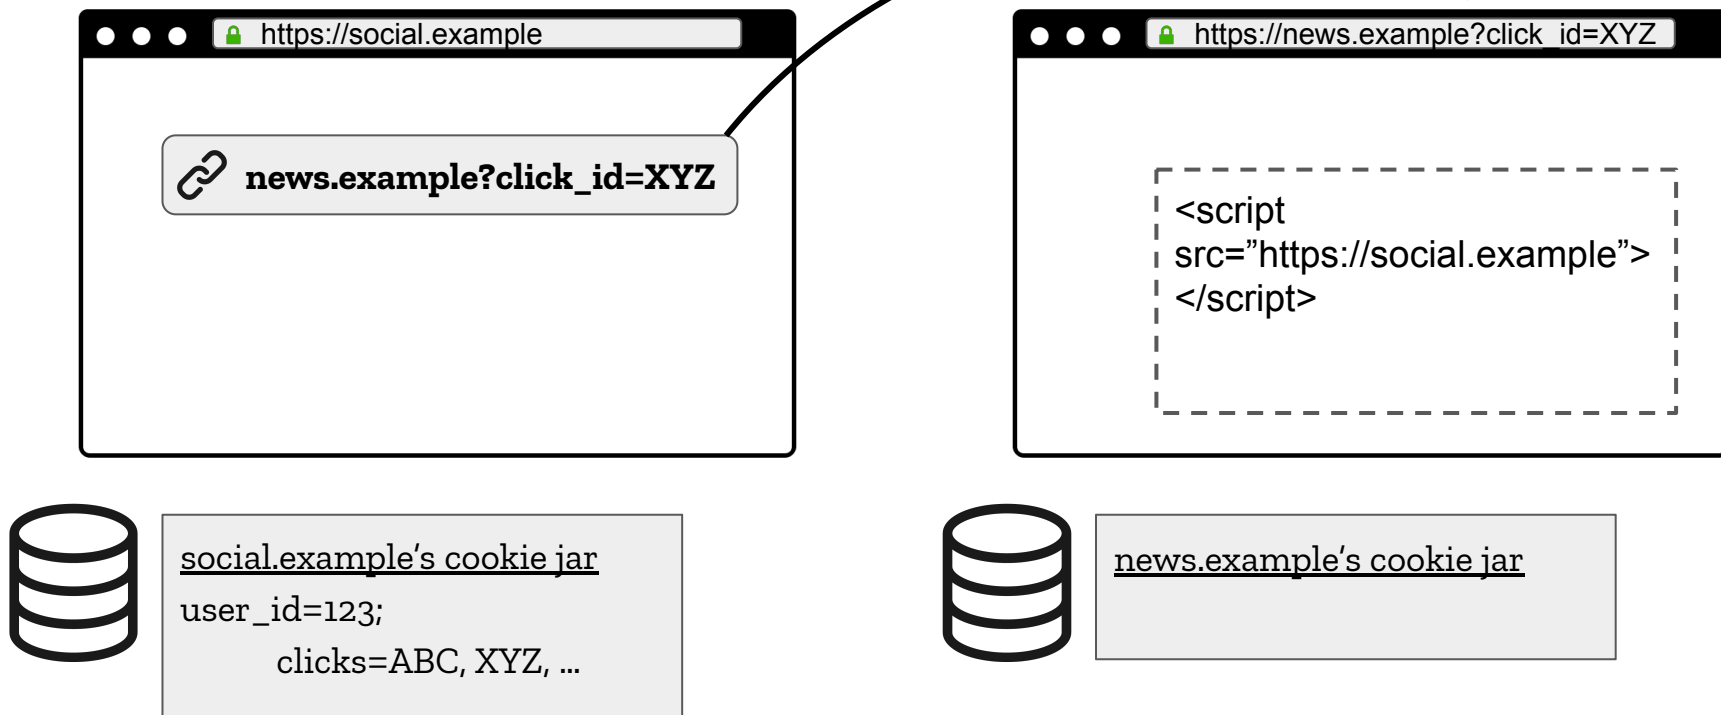 https://social.example
news.example?click_id=XYZ
social.example's cookie jar
user_id=123;
clicks=ABC, XYZ, ...
https://news.example?click_id=XYZ
<script
src=”https://social.example”>
</script>
news.example's cookie jar